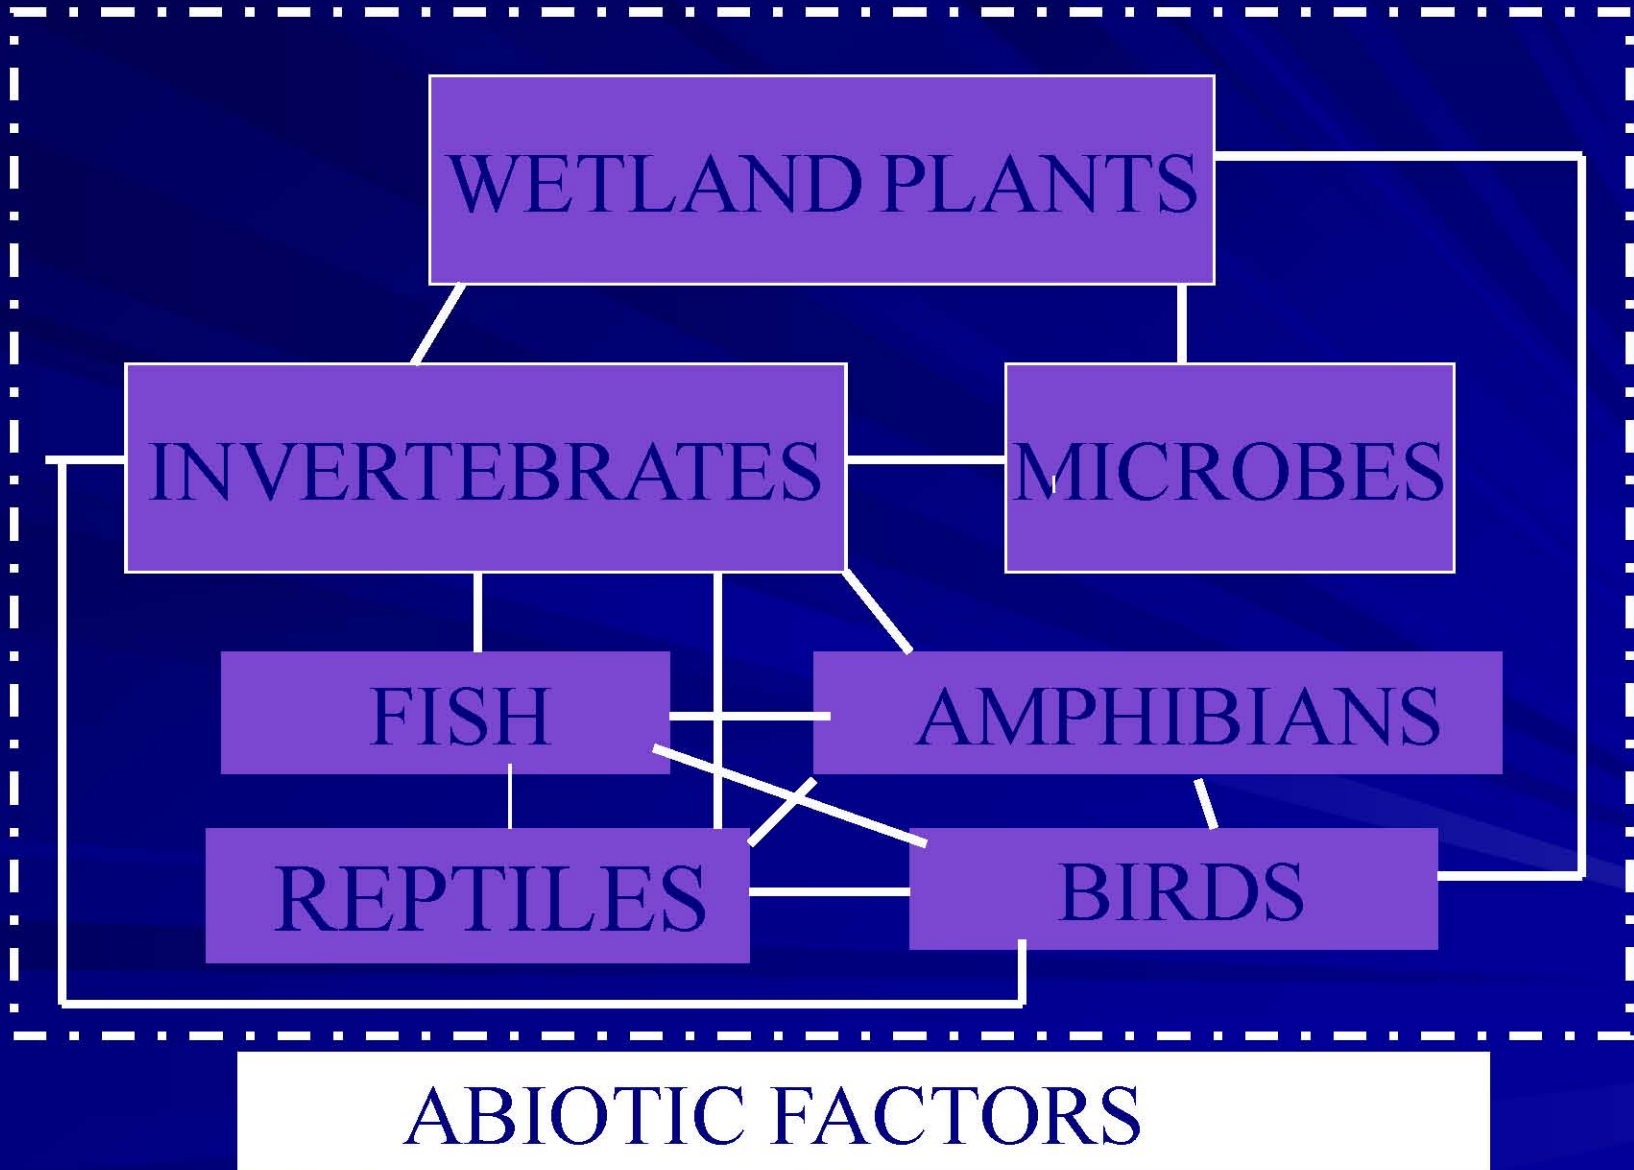 WETLAND PLANTS
INVERTEBRATES
MICROBES
FISH
AMPHIBIANS
REPTILES
BIRDS
ABIOTIC FACTORS